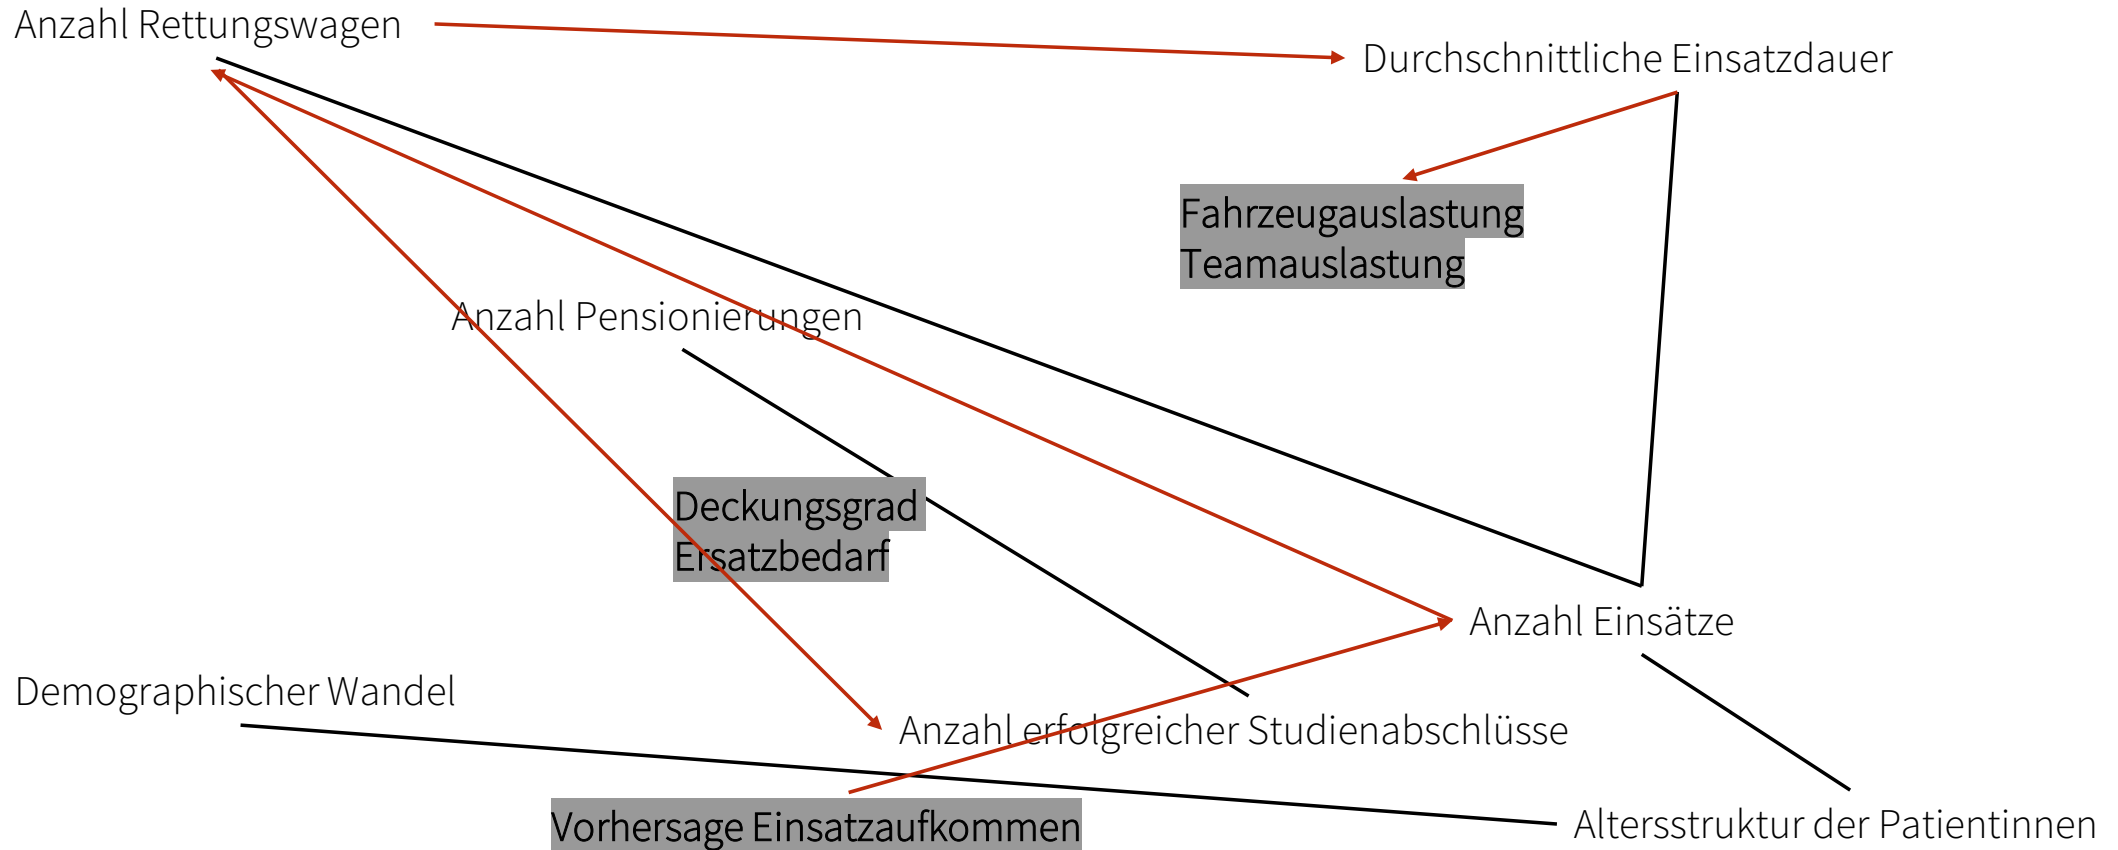 Anzahl Rettungswagen
Durchschnittliche Einsatzdauer
Fahrzeugauslastung
Teamauslastung
Anzahl Pensionierungen
Deckungsgrad
Ersatzbedarf
Anzahl Einsätze
Demographischer Wandel
Anzahl erfolgreicher Studienabschlüsse
Vorhersage Einsatzaufkommen
Altersstruktur der Patientinnen